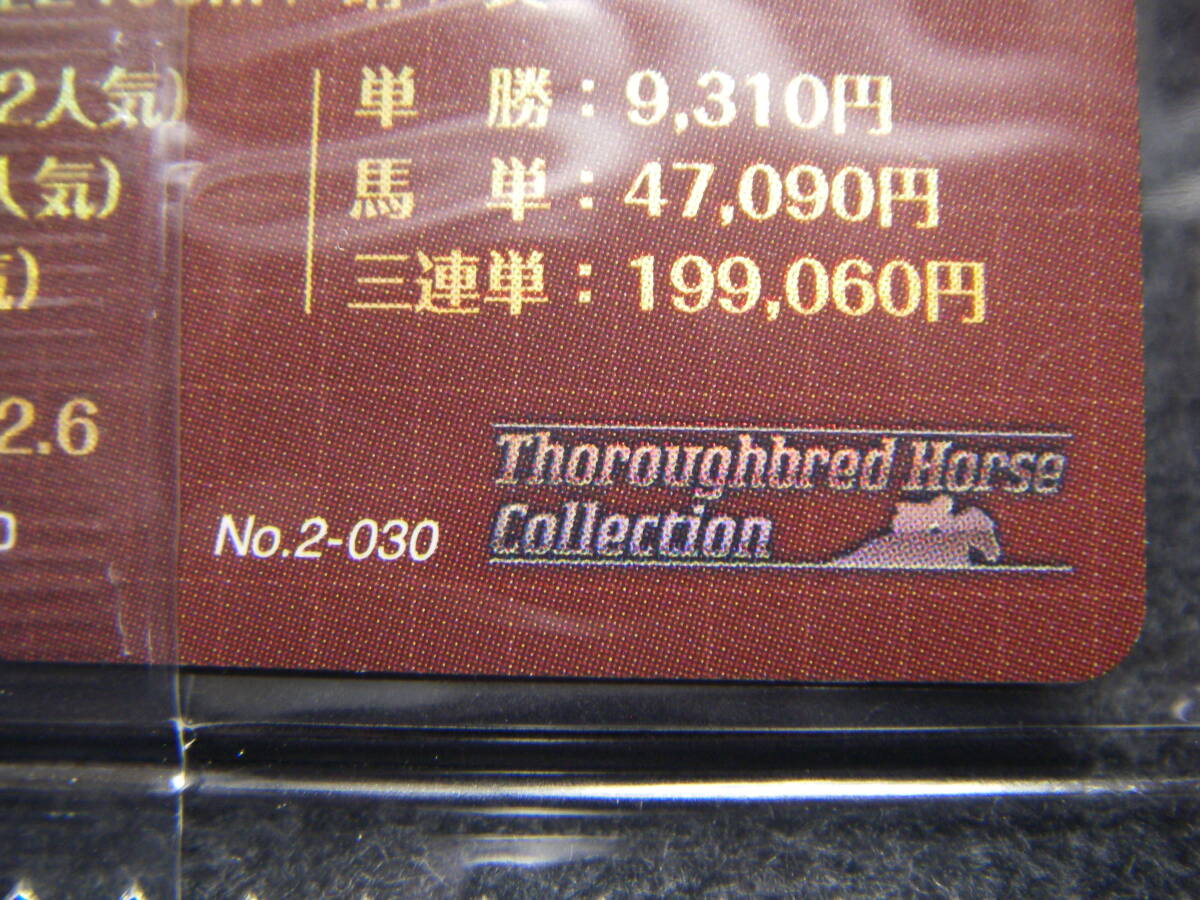 2人気)
単　勝：9,310円
人気)
馬　単：47,090円
気)
三連単：199,060円
2.6
Thoroughbred Horse
Collection
No.2-030